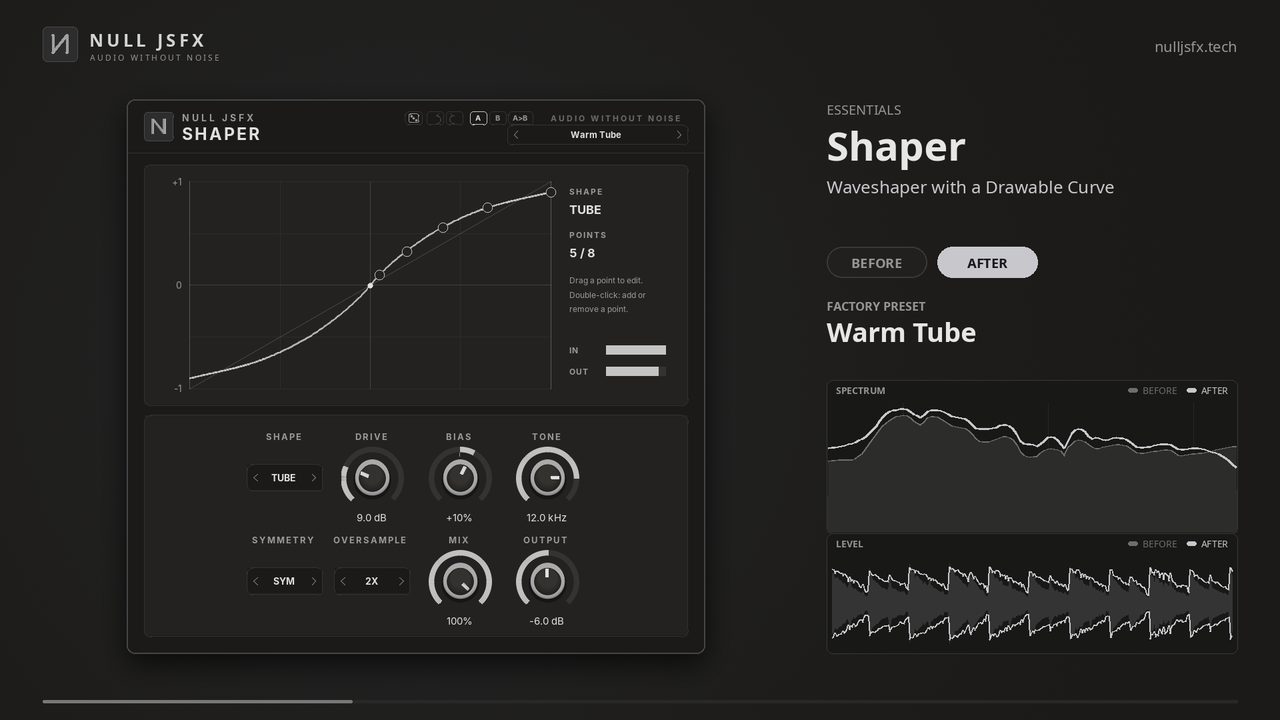 NULL JSFX
AUDIO WITHOUT NOISE
nulljsfx.tech
N
NULL JSFX
SHAPER
A
B
A>B
AUDIO WITHOUT NOISE
Warm Tube
+1
0
-1
SHAPE
TUBE
POINTS
5 / 8
Drag a point to edit.
Double-click: add or
remove a point.
IN
OUT
SHAPE
DRIVE
BIAS
TONE
TUBE
9.0 dB
+10%
12.0 kHz
SYMMETRY
OVERSAMPLE
MIX
OUTPUT
SYM
2X
100%
-6.0 dB
ESSENTIALS
Shaper
Waveshaper with a Drawable Curve
BEFORE
AFTER
FACTORY PRESET
Warm Tube
SPECTRUM
BEFORE
AFTER
LEVEL
BEFORE
AFTER